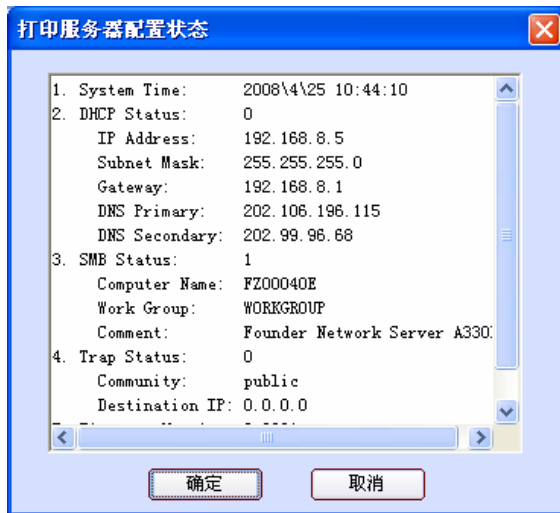 打印服务器配置状态
1. System Time: 2008\4\25 10:44:10
2. DHCP Status: 0
IP Address: 192.168.8.5
Subnet Mask: 255.255.255.0
Gateway: 192.168.8.1
DNS Primary: 202.106.196.115
DNS Secondary: 202.99.96.68
3. SMB Status: 1
Computer Name: FZ00040E
Work Group: WORKGROUP
Comment: Founder Network Server A330
4. Trap Status: 0
Community: public
Destination IP: 0.0.0.0
确定 取消